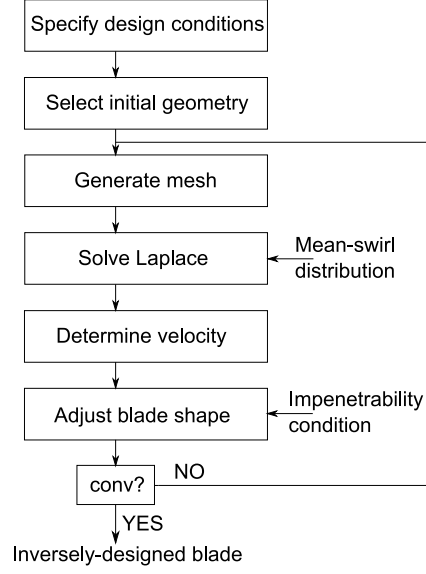 Specify design conditions
Select initial geometry
Generate mesh
Solve Laplace
Mean-swirl
distribution
Determine velocity
Adjust blade shape
Impenetrability
condition
conv?
NO
YES
Inversely-designed blade